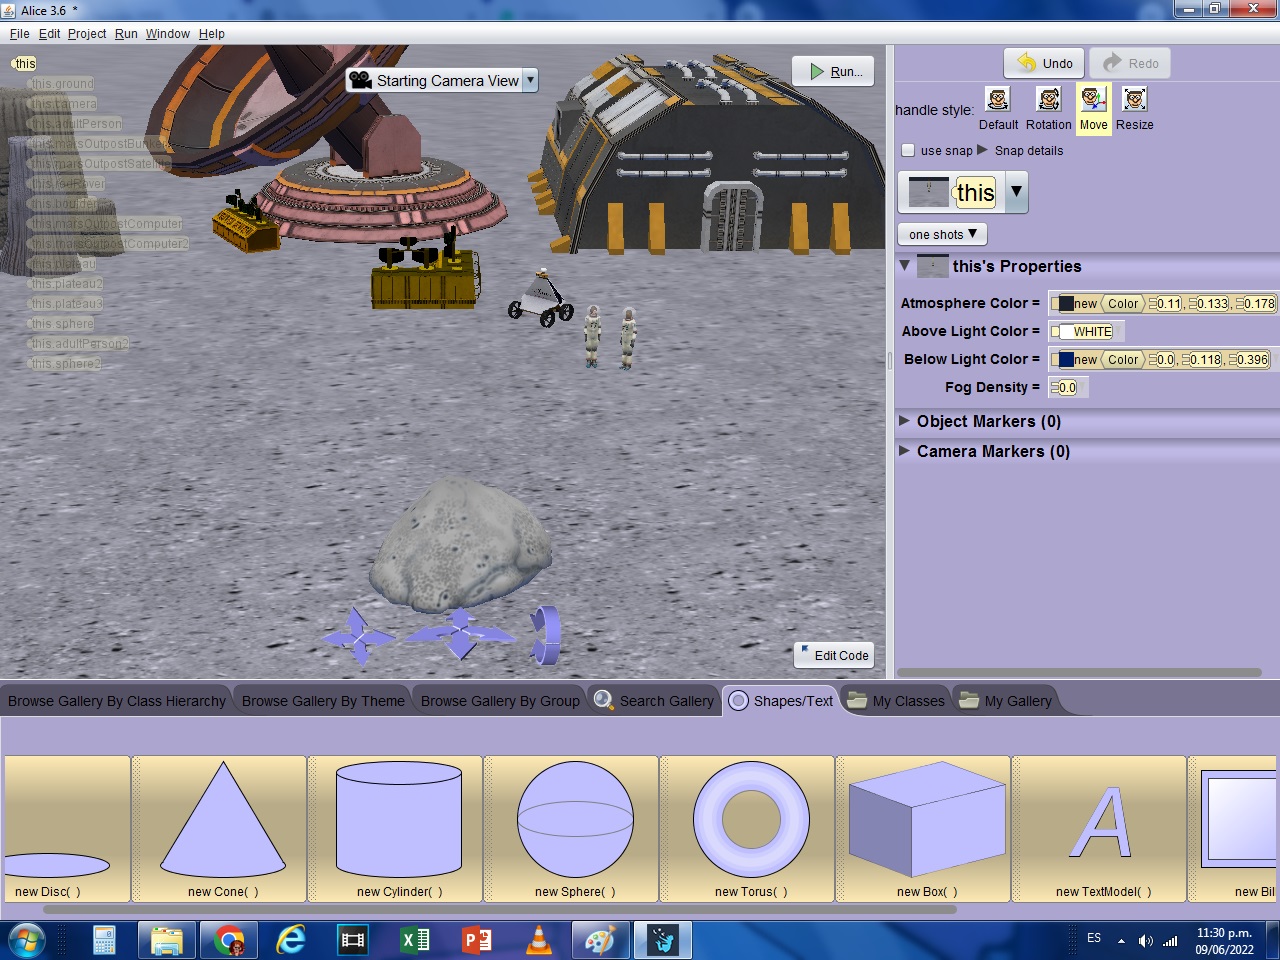 Alice 3.6 *
File Edit Project Run Window Help
this
this.ground
this.camera
this.adultPerson
this.marsOutpostBunker
this.marsOutpostSatellite
this.boulder
this.marsOutpostComputer
this.marsOutpostComputer2
this.plateau
this.plateau2
this.plateau3
this.sphere
this.adultPerson2
this.sphere2
Starting Camera View
Run...
Edit Code
Undo
Redo
handle style:
Default Rotation Move Resize
use snap Snap details
this
one shots
this's Properties
Atmosphere Color = new Color 0.11, 0.133, 0.178
Above Light Color = WHITE
Below Light Color = new Color 0.0, 0.118, 0.396
Fog Density = 0.0
Object Markers (0)
Camera Markers (0)
Browse Gallery By Class Hierarchy Browse Gallery By Theme Browse Gallery By Group Search Gallery Shapes/Text My Classes My Gallery
A
new Disc( ) new Cone( ) new Cylinder( ) new Sphere( ) new Torus( ) new Box( ) new TextModel( ) new Bil
ES
11:30 p.m.
09/06/2022